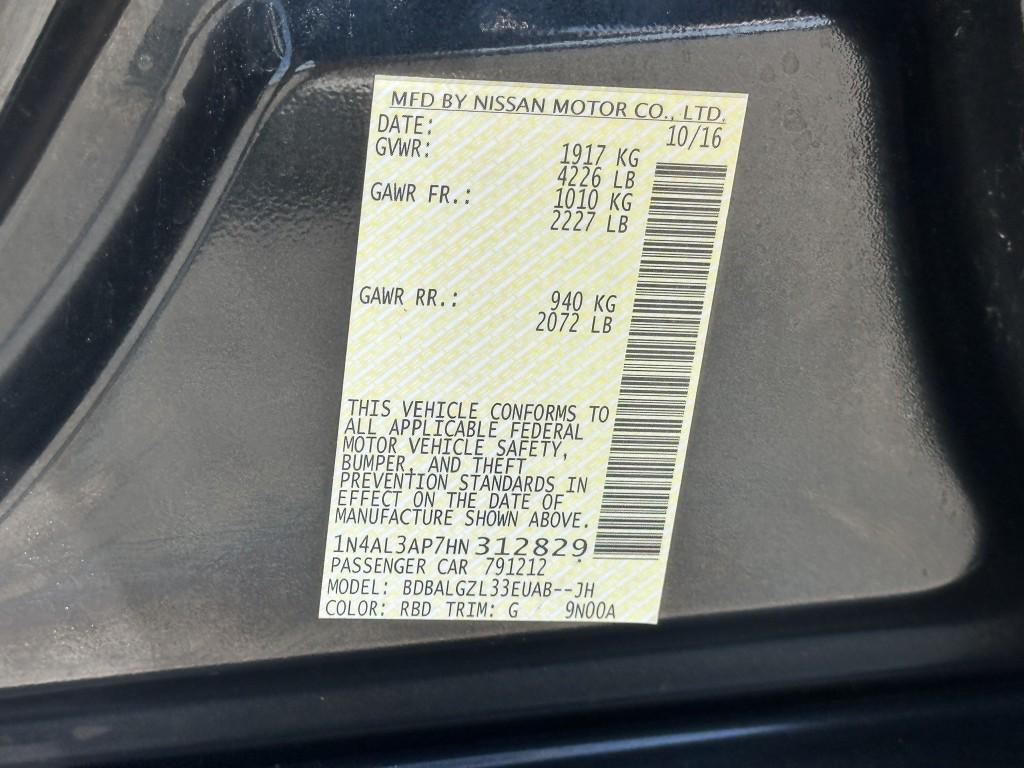 MFD BY NISSAN MOTOR CO., LTD.
DATE: 10/16
GVWR: 1917 KG
4226 LB
GAWR FR.: 1010 KG
2227 LB
GAWR RR.: 940 KG
2072 LB
THIS VEHICLE CONFORMS TO
ALL APPLICABLE FEDERAL
MOTOR VEHICLE SAFETY,
BUMPER, AND THEFT
PREVENTION STANDARDS IN
EFFECT ON THE DATE OF
MANUFACTURE SHOWN ABOVE.
1N4AL3AP7HN312829
PASSENGER CAR 791212
MODEL: BDBALGZL33EUAB--JH
COLOR: RBD TRIM: G 9N00A